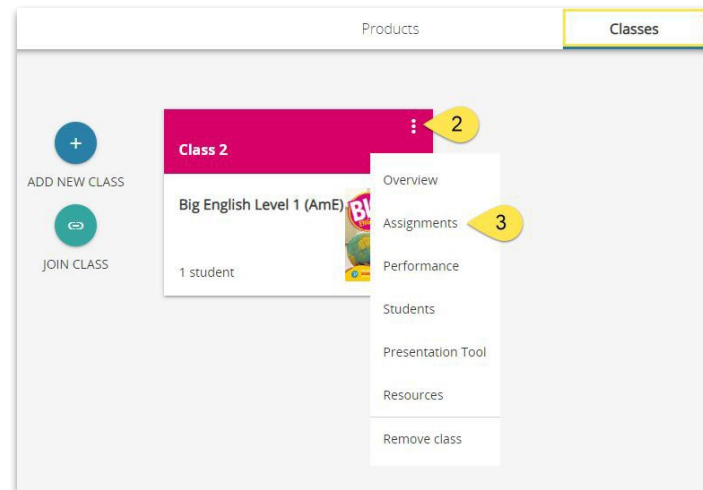 Products
Classes
2
Class 2
ADD NEW CLASS
Big English Level 1 (AmE)
JOIN CLASS
1 student
Overview
Assignments
3
Performance
Students
Presentation Tool
Resources
Remove class